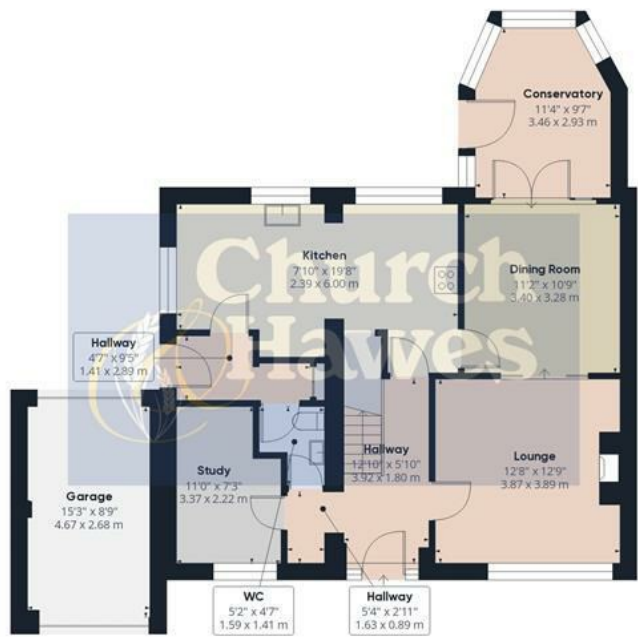 Conservatory
11'4" x 9'7"
3.46 x 2.93 m
Kitchen
7'10" x 19'8"
2.39 x 6.00 m
Dining Room
11'2" x 10'9"
3.40 x 3.28 m
Church
Hawes
Hallway
4'7" x 9'5"
1.41 x 2.89 m
Hallway
12'10" x 5'10"
3.92 x 1.80 m
Lounge
12'8" x 12'9"
3.87 x 3.89 m
Study
11'0" x 7'3"
3.37 x 2.22 m
Garage
15'3" x 8'9"
4.67 x 2.68 m
WC
5'2" x 4'7"
1.59 x 1.41 m
Hallway
5'4" x 2'11"
1.63 x 0.89 m